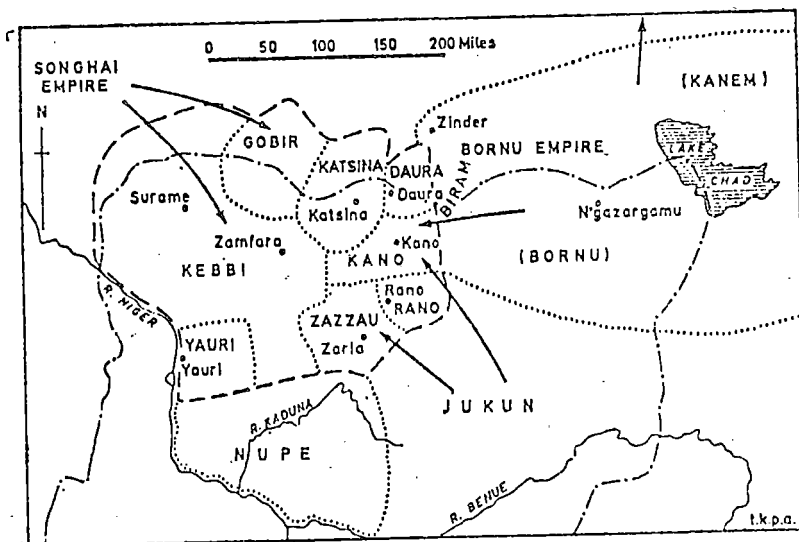 0 50 100 150 200 Miles
SONGHAI
EMPIRE
N
(KANEM)
GOBIR
Zinder
KATSINA
DAURA
BORNU EMPIRE
LAKE
CHAD
Surame
Katsina
Daura
BIRAM
N'gazargamu
Zamfara
Kano
KEBBI
KANO
(BORNU)
R. NIGER
Rano
RANO
ZAZZAU
Zaria
YAURI
Yauri
JUKUN
R. KADUNA
NUPE
R. BENUE
t.k.p.a.